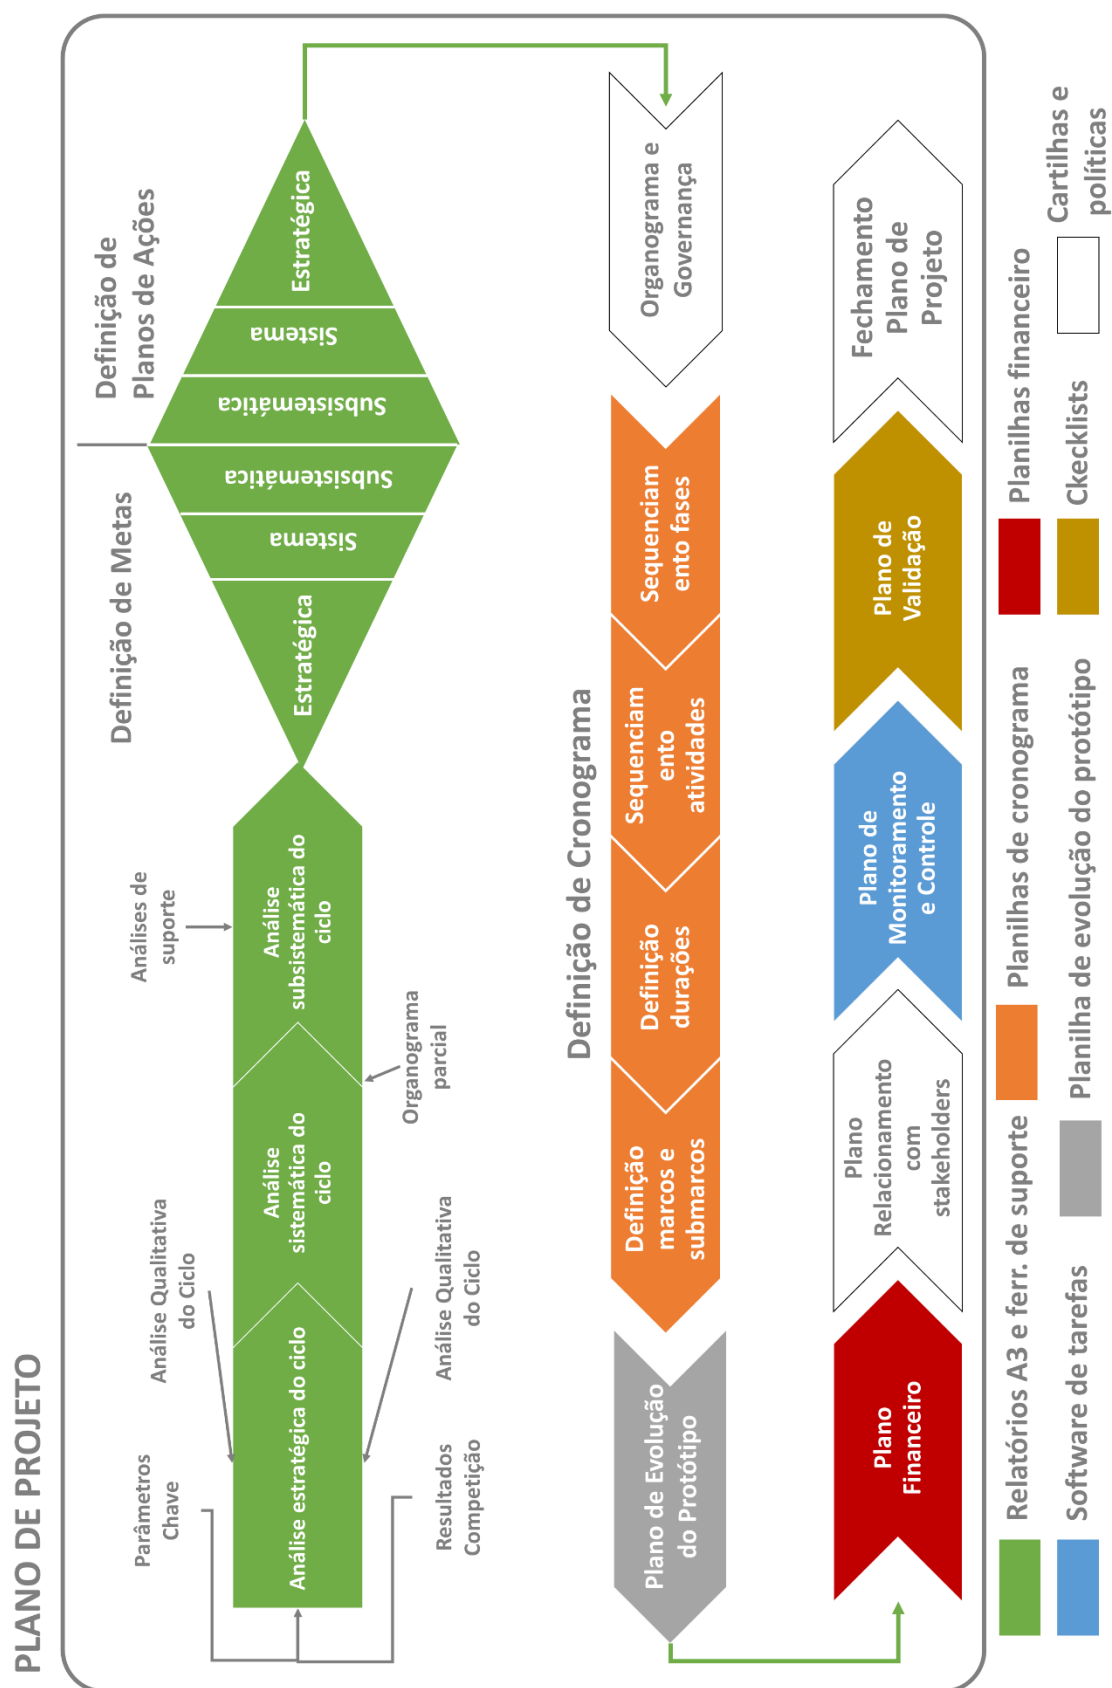 PLANO DE PROJETO
Parâmetros
Chave
Análise Qualitativa
do Ciclo
Análises de
suporte
Definição de Metas
Definição de
Planos de Ações
Análise estratégica do ciclo
Análise
sistemática do
ciclo
Análise
subsistemática do
ciclo
Estratégica
Sistema
Subsistemática
Subsistemática
Sistema
Estratégica
Resultados
Competição
Análise Qualitativa
do Ciclo
Organograma
parcial
Definição de Cronograma
Organograma e
Governança
Sequenciam
ento fases
Sequenciam
ento
atividades
Definição
durações
Definição
marcos e
submarcos
Plano de Evolução
do Protótipo
Plano
Financeiro
Plano
Relacionamento
com
stakeholders
Plano de
Monitoramento
e Controle
Plano de
Validação
Fechamento
Plano de
Projeto
Relatórios A3 e ferr. de suporte
Planilhas de cronograma
Planilhas financeiro
Software de tarefas
Planilha de evolução do protótipo
Ckecklists
Cartilhas e
políticas